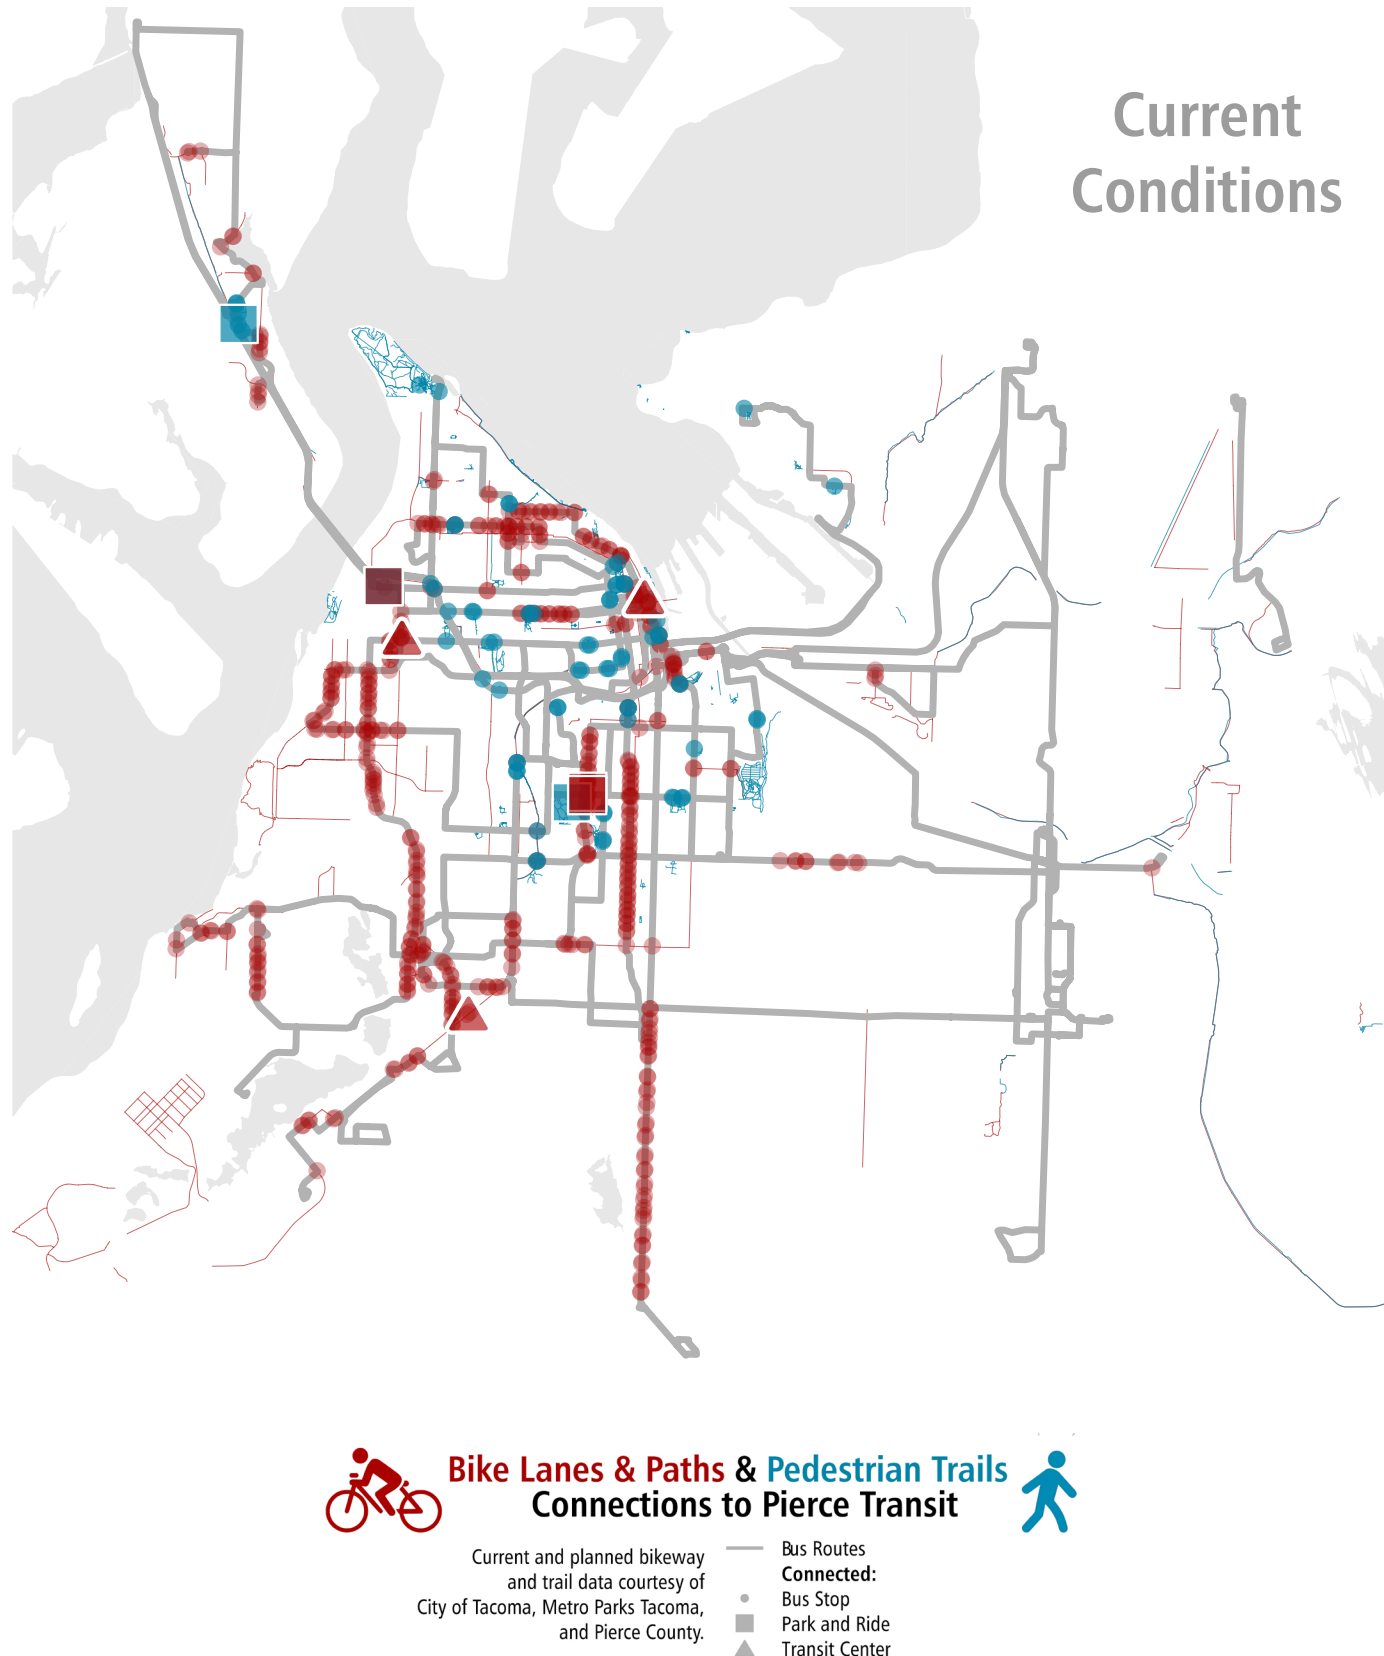 Current
Conditions
Bike Lanes & Paths & Pedestrian Trails
Connections to Pierce Transit
Current and planned bikeway
and trail data courtesy of
City of Tacoma, Metro Parks Tacoma,
and Pierce County.
Bus Routes
Connected:
Bus Stop
Park and Ride
Transit Center